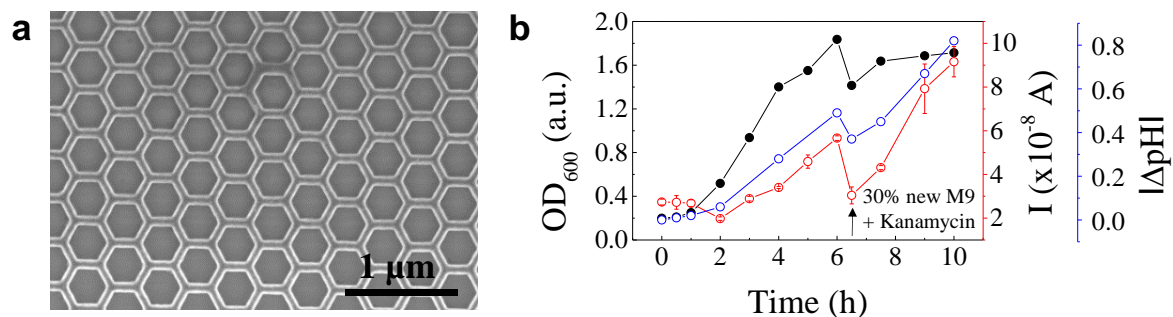 a
b
1 μm
OD600 (a.u.)
2.0
1.6
1.2
0.8
0.4
0.0
0 2 4 6 8 10
Time (h)
30% new M9
+ Kanamycin
10
8
6
4
2
I (x10⁻⁸ A)
0.8
0.6
0.4
0.2
0.0
|ΔpH|